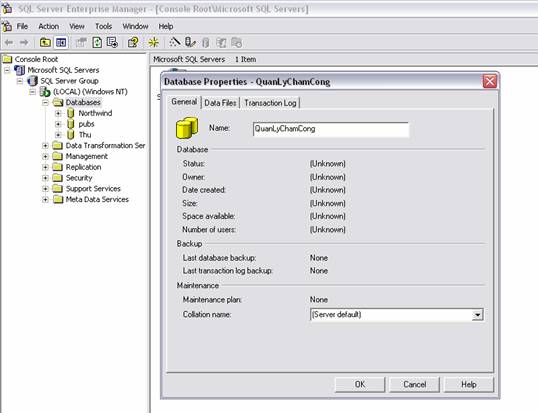 SQL Server Enterprise Manager - [Console Root\Microsoft SQL Servers]
File Action View Tools Window Help
Console Root
Microsoft SQL Servers
SQL Server Group
(LOCAL) (Windows NT)
Databases
Northwind
pubs
Thu
Data Transformation Ser
Management
Replication
Security
Support Services
Meta Data Services
Microsoft SQL Servers 1 Item
Database Properties - QuanLyChamCong
General Data Files Transaction Log
Name: QuanLyChamCong
Database
Status: (Unknown)
Owner: (Unknown)
Date created: (Unknown)
Size: (Unknown)
Space available: (Unknown)
Number of users: (Unknown)
Backup
Last database backup: None
Last transaction log backup: None
Maintenance
Maintenance plan: None
Collation name: (Server default)
OK Cancel Help